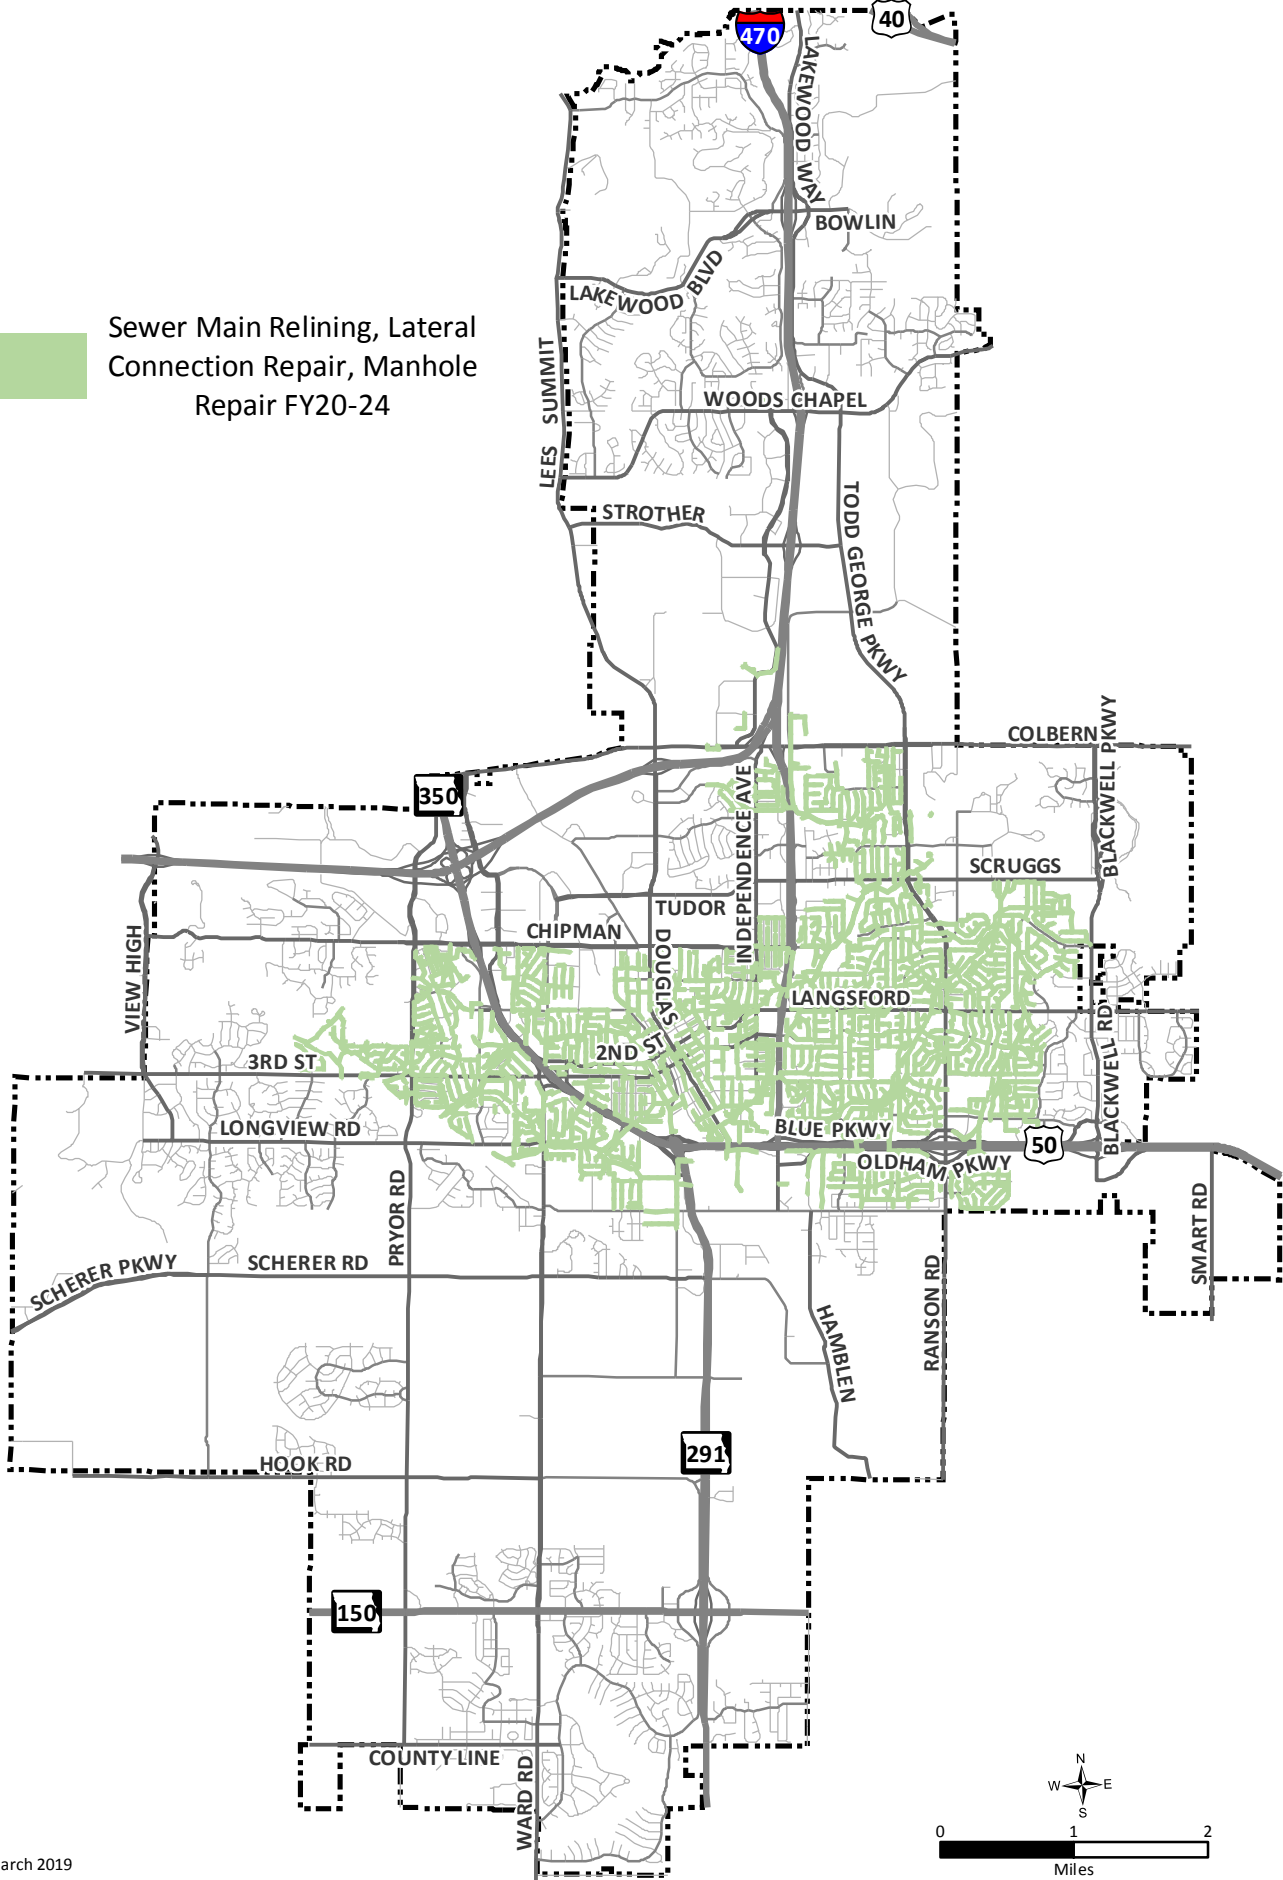 40
470
LAKEWOOD WAY
BOWLIN
LAKEWOOD BLVD
Sewer Main Relining, Lateral
Connection Repair, Manhole
Repair FY20-24
LEES SUMMIT
WOODS CHAPEL
STROTHER
TODD GEORGE PKWY
COLBERN
BLACKWELL PKWY
350
INDEPENDENCE AVE
SCRUGGS
TUDOR
CHIPMAN
VIEW HIGH
DOUGLAS ST
LANGSFORD
2ND
3RD ST
BLACKWELL RD
LONGVIEW RD
BLUE PKWY
50
OLDHAM PKWY
PRYOR RD
SMART RD
SCHERER PKWY
SCHERER RD
RANSON RD
HAMBLEN
291
HOOK RD
150
COUNTY LINE
WARD RD
N
W E
S
0 1 2
Miles
arch 2019